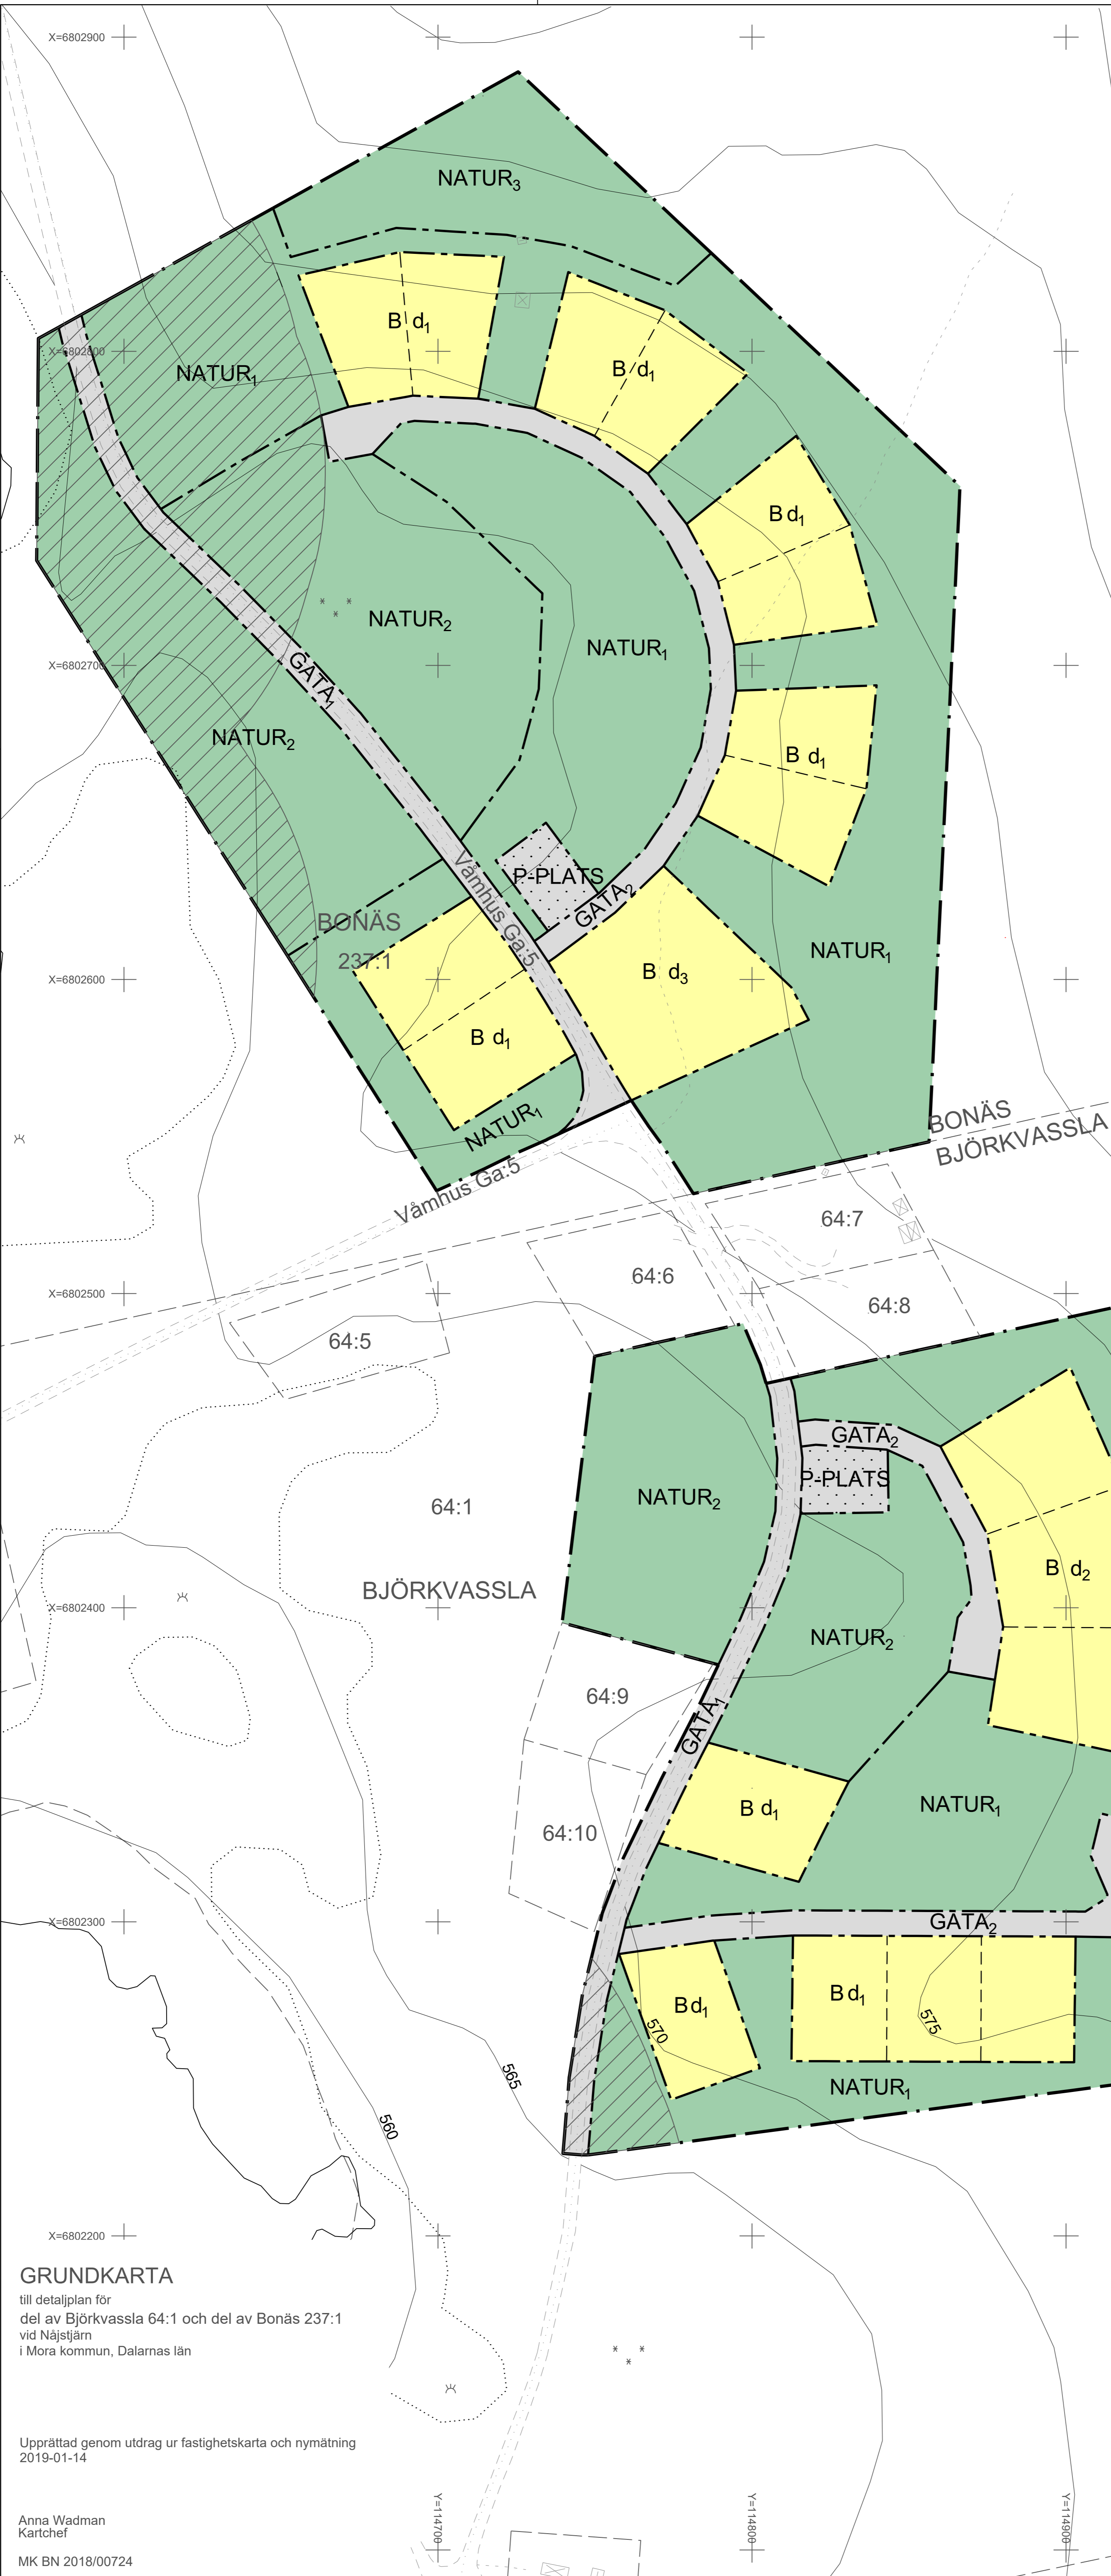 X=6802900
NATUR₃
B d₁
X=6802800
NATUR₁
B d₁
B d₁
NATUR₂
NATUR₁
X=6802700
GATA₁
NATUR₂
B d₁
Våmhus Ga:5
P-PLATS
GATA₂
BONÄS
237:1
NATUR₁
B d₃
X=6802600
B d₁
NATUR₁
BONÄS
BJÖRKVASSLA
Våmhus Ga:5
64:7
64:6
X=6802500
64:8
64:5
GATA₂
P-PLATS
NATUR₂
64:1
B d₂
BJÖRKVASSLA
X=6802400
NATUR₂
64:9
GATA₁
NATUR₁
B d₁
64:10
X=6802300
GATA₂
B d₁
B d₁
570
575
565
NATUR₁
560
X=6802200
GRUNDKARTA
till detaljplan för
del av Björkvassla 64:1 och del av Bonäs 237:1
vid Nåjstjärn
i Mora kommun, Dalarnas län
Upprättad genom utdrag ur fastighetskarta och nymätning
2019-01-14
Y=114700
Y=114800
Y=114900
Anna Wadman
Kartchef
MK BN 2018/00724